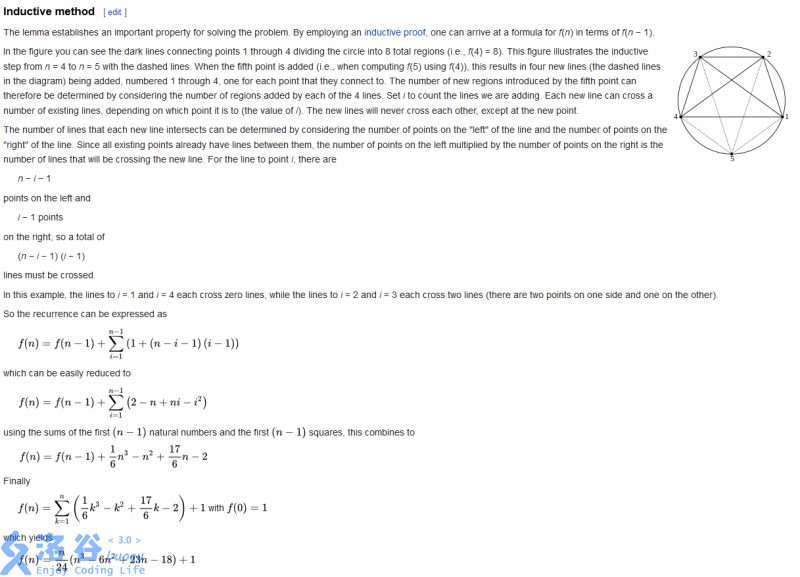 Inductive method [ edit ]
The lemma establishes an important property for solving the problem. By employing an inductive proof, one can arrive at a formula for f(n) in terms of f(n − 1).
In the figure you can see the dark lines connecting points 1 through 4 dividing the circle into 8 total regions (i.e., f(4) = 8). This figure illustrates the inductive
step from n = 4 to n = 5 with the dashed lines. When the fifth point is added (i.e., when computing f(5) using f(4)), this results in four new lines (the dashed lines
in the diagram) being added, numbered 1 through 4, one for each point that they connect to. The number of new regions introduced by the fifth point can
therefore be determined by considering the number of regions added by each of the 4 lines. Set i to count the lines we are adding. Each new line can cross a
number of existing lines, depending on which point it is to (the value of i). The new lines will never cross each other, except at the new point.
The number of lines that each new line intersects can be determined by considering the number of points on the "left" of the line and the number of points on the
"right" of the line. Since all existing points already have lines between them, the number of points on the left multiplied by the number of points on the right is the
number of lines that will be crossing the new line. For the line to point i, there are
n − i − 1
points on the left and
i − 1 points
on the right, so a total of
(n − i − 1) (i − 1)
lines must be crossed.
In this example, the lines to i = 1 and i = 4 each cross zero lines, while the lines to i = 2 and i = 3 each cross two lines (there are two points on one side and one on the other).
So the recurrence can be expressed as
f(n) = f(n − 1) + ∑_{i=1}^{n−1} (1 + (n − i − 1) (i − 1))
which can be easily reduced to
f(n) = f(n − 1) + ∑_{i=1}^{n−1} (2 − n + ni − i²)
using the sums of the first (n − 1) natural numbers and the first (n − 1) squares, this combines to
f(n) = f(n − 1) + 1/6 n³ − n² + 17/6 n − 2
Finally
f(n) = ∑_{k=1}^{n} (1/6 k³ − k² + 17/6 k − 2) + 1 with f(0) = 1
which yields
f(n) = n/24 (n³ − 6n² + 23n − 18) + 1
3
2
4
1
5
洛谷
< 3.0 >
Luogu
Enjoy Coding Life